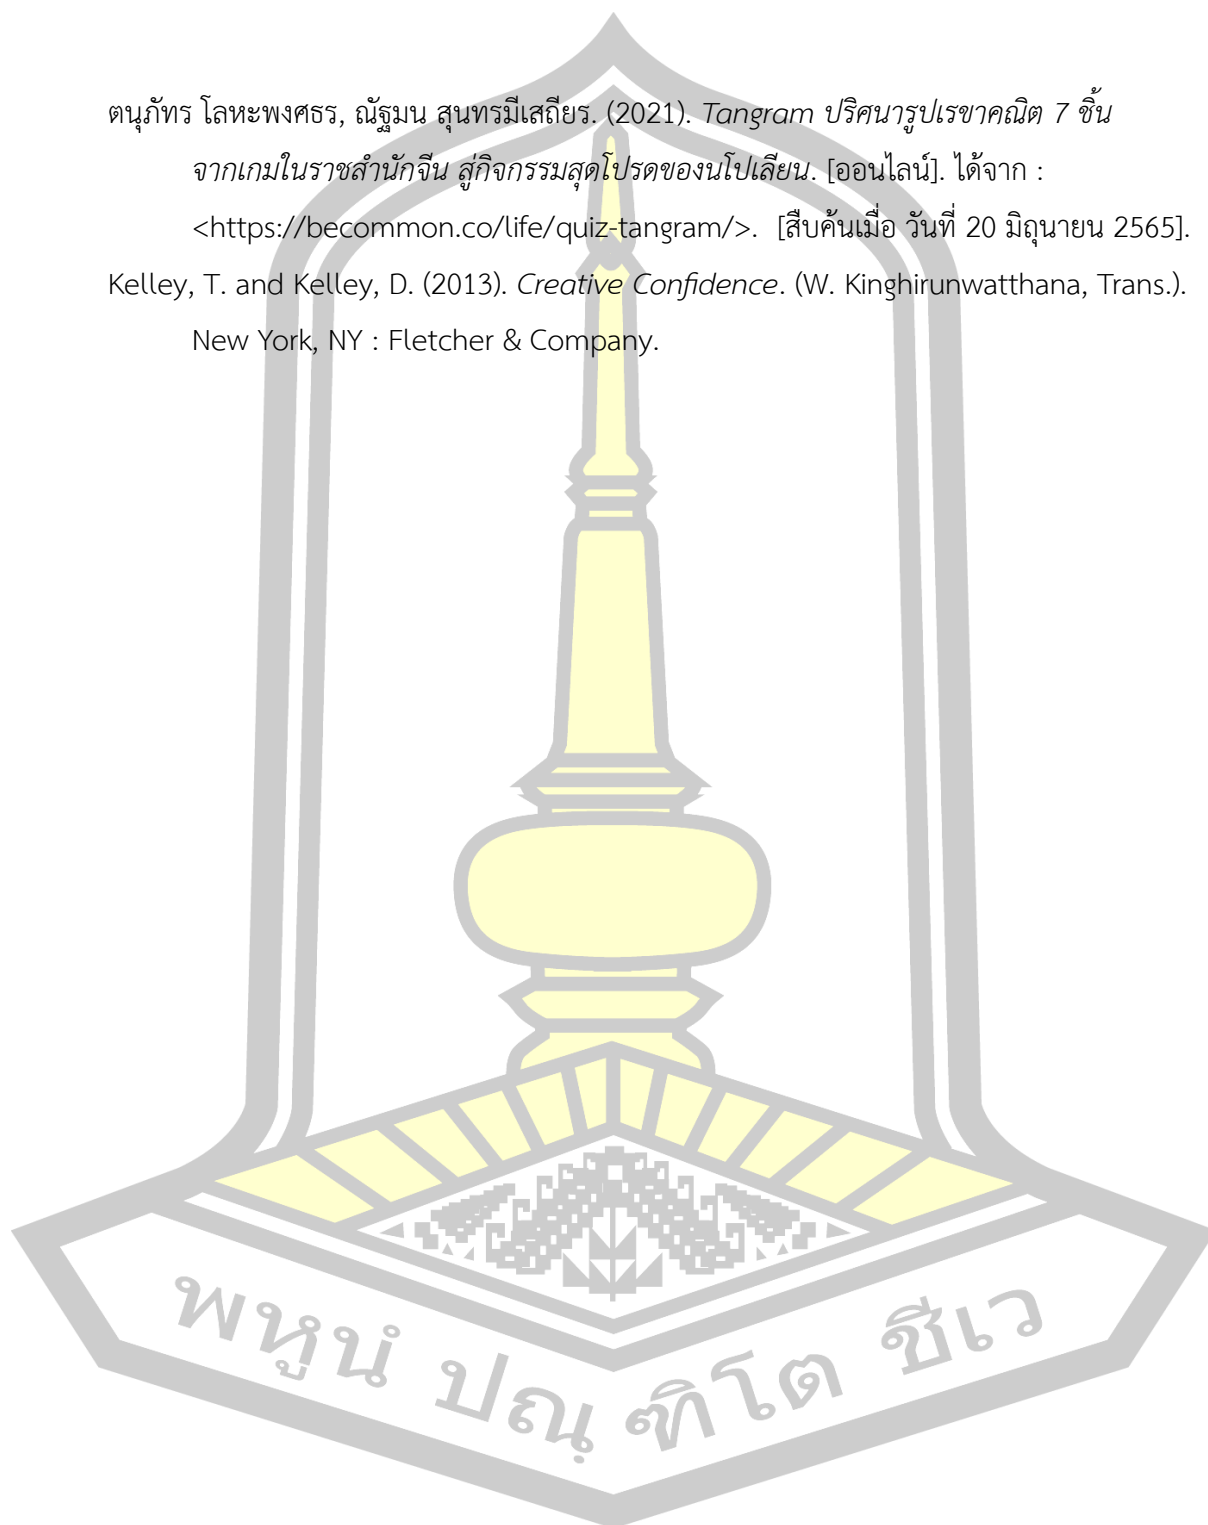 ตนุภัทร โลหะพงศธร, ณัฐมน สุนทรมีเสถียร. (2021). Tangram ปริศนารูปเรขาคณิต 7 ชิ้น
จากเกมในราชสำนักจีน สู่กิจกรรมสุดโปรดของนโปเลียน. [ออนไลน์]. ได้จาก :
<https://becommon.co/life/quiz-tangram/>. [สืบค้นเมื่อ วันที่ 20 มิถุนายน 2565].
Kelley, T. and Kelley, D. (2013). Creative Confidence. (W. Kinghirunwatthana, Trans.).
New York, NY : Fletcher & Company.
พหูนํ ปณฺฑิโต ชีเว